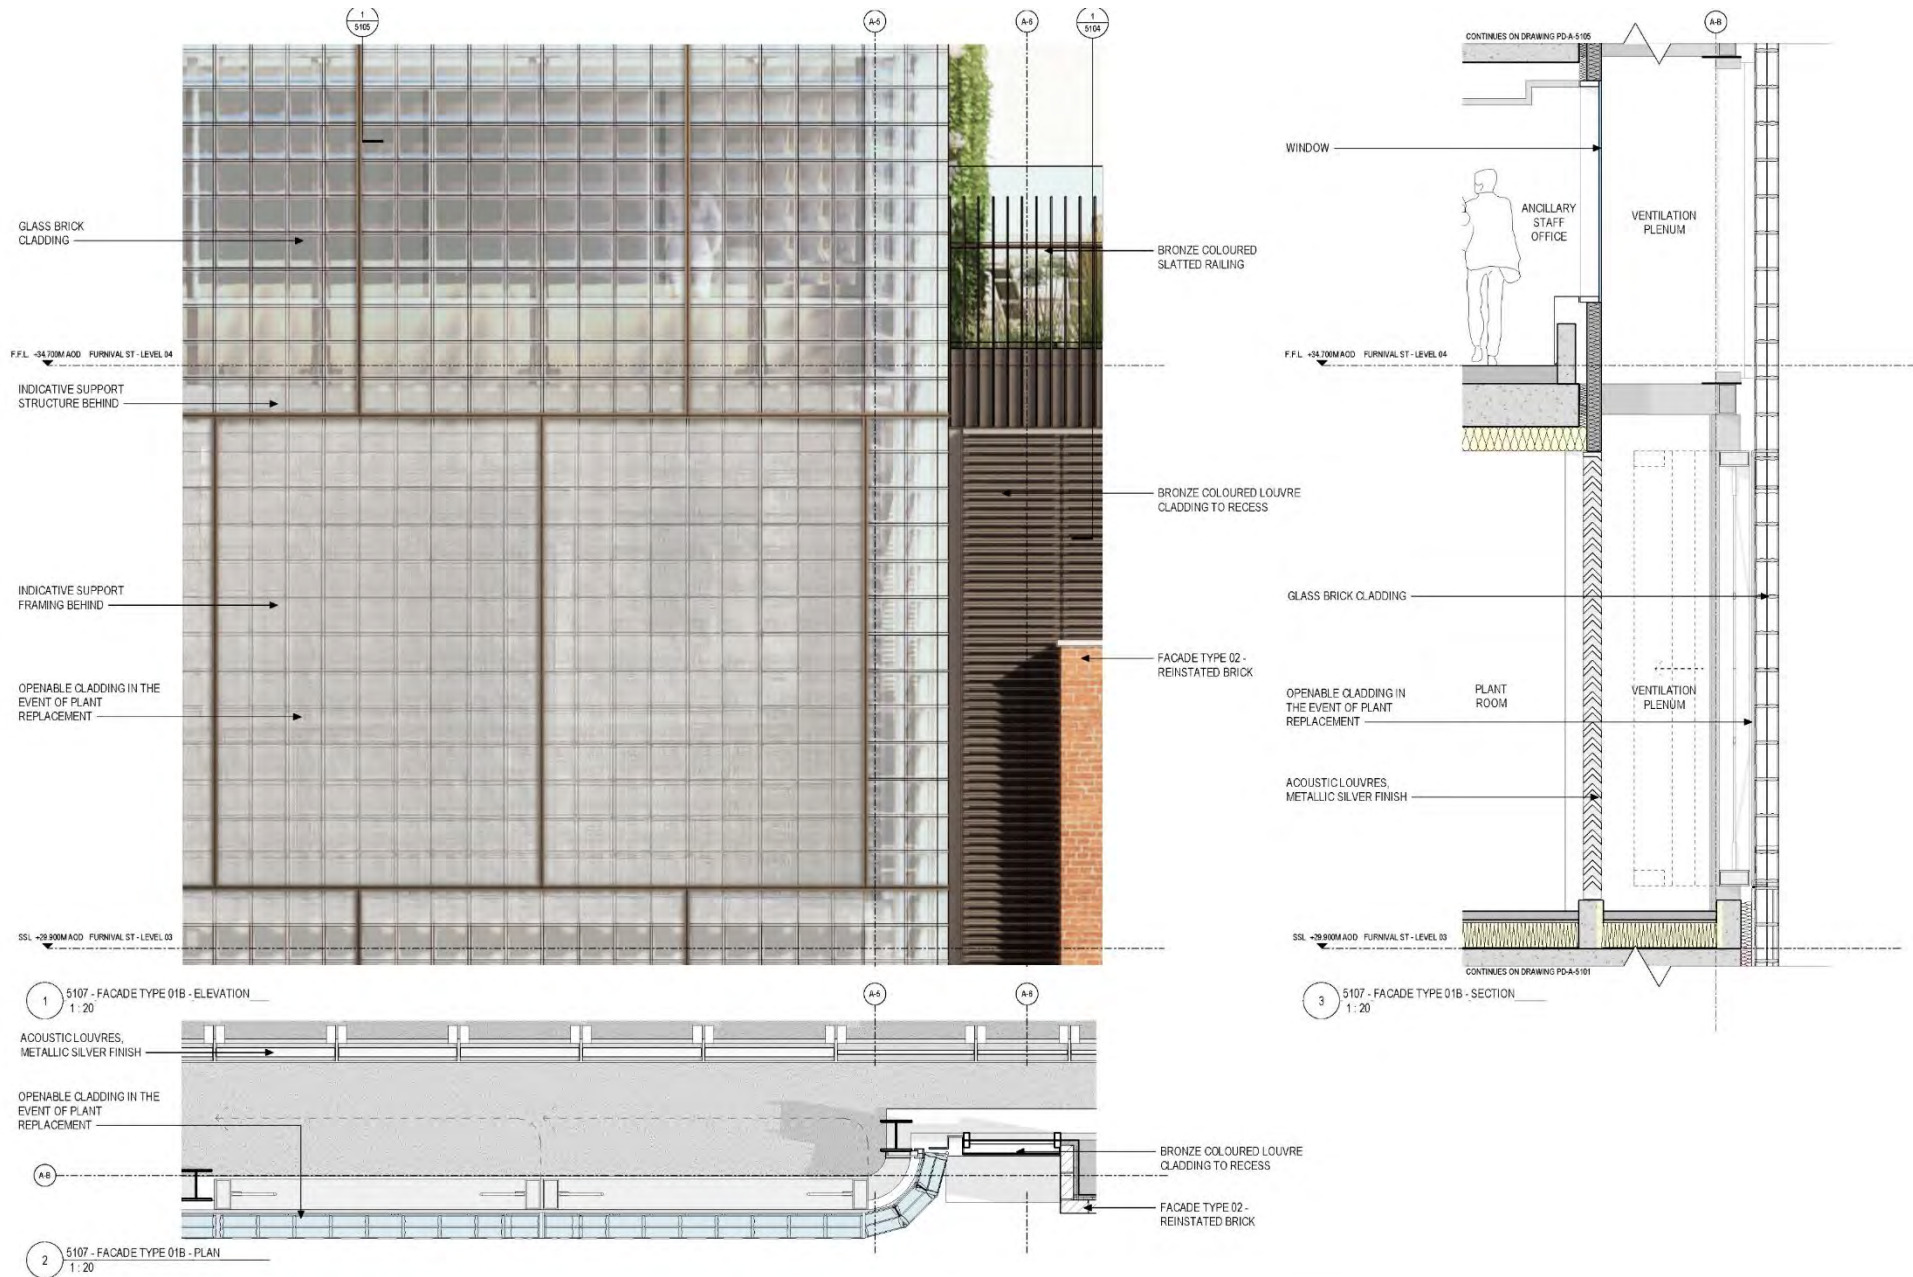 1
5105
A-5
A-6
1
5104
GLASS BRICK
CLADDING
F.F.L. +34.700M AOD FURNIVAL ST - LEVEL 04
INDICATIVE SUPPORT
STRUCTURE BEHIND
INDICATIVE SUPPORT
FRAMING BEHIND
OPENABLE CLADDING IN THE
EVENT OF PLANT
REPLACEMENT
SSL +29.900M AOD FURNIVAL ST - LEVEL 03
BRONZE COLOURED
SLATTED RAILING
BRONZE COLOURED LOUVRE
CLADDING TO RECESS
FACADE TYPE 02 -
REINSTATED BRICK
1
5107 - FACADE TYPE 01B - ELEVATION
1 : 20
A-5
A-6
ACOUSTIC LOUVRES,
METALLIC SILVER FINISH
OPENABLE CLADDING IN THE
EVENT OF PLANT
REPLACEMENT
A-B
BRONZE COLOURED LOUVRE
CLADDING TO RECESS
FACADE TYPE 02 -
REINSTATED BRICK
2
5107 - FACADE TYPE 01B - PLAN
1 : 20
CONTINUES ON DRAWING PD-A-5105
A-B
WINDOW
ANCILLARY
STAFF
OFFICE
VENTILATION
PLENUM
F.F.L. +34.700M AOD FURNIVAL ST - LEVEL 04
GLASS BRICK CLADDING
OPENABLE CLADDING IN
THE EVENT OF PLANT
REPLACEMENT
PLANT
ROOM
VENTILATION
PLENUM
ACOUSTIC LOUVRES,
METALLIC SILVER FINISH
SSL +29.900M AOD FURNIVAL ST - LEVEL 03
CONTINUES ON DRAWING PD-A-5101
3
5107 - FACADE TYPE 01B - SECTION
1 : 20